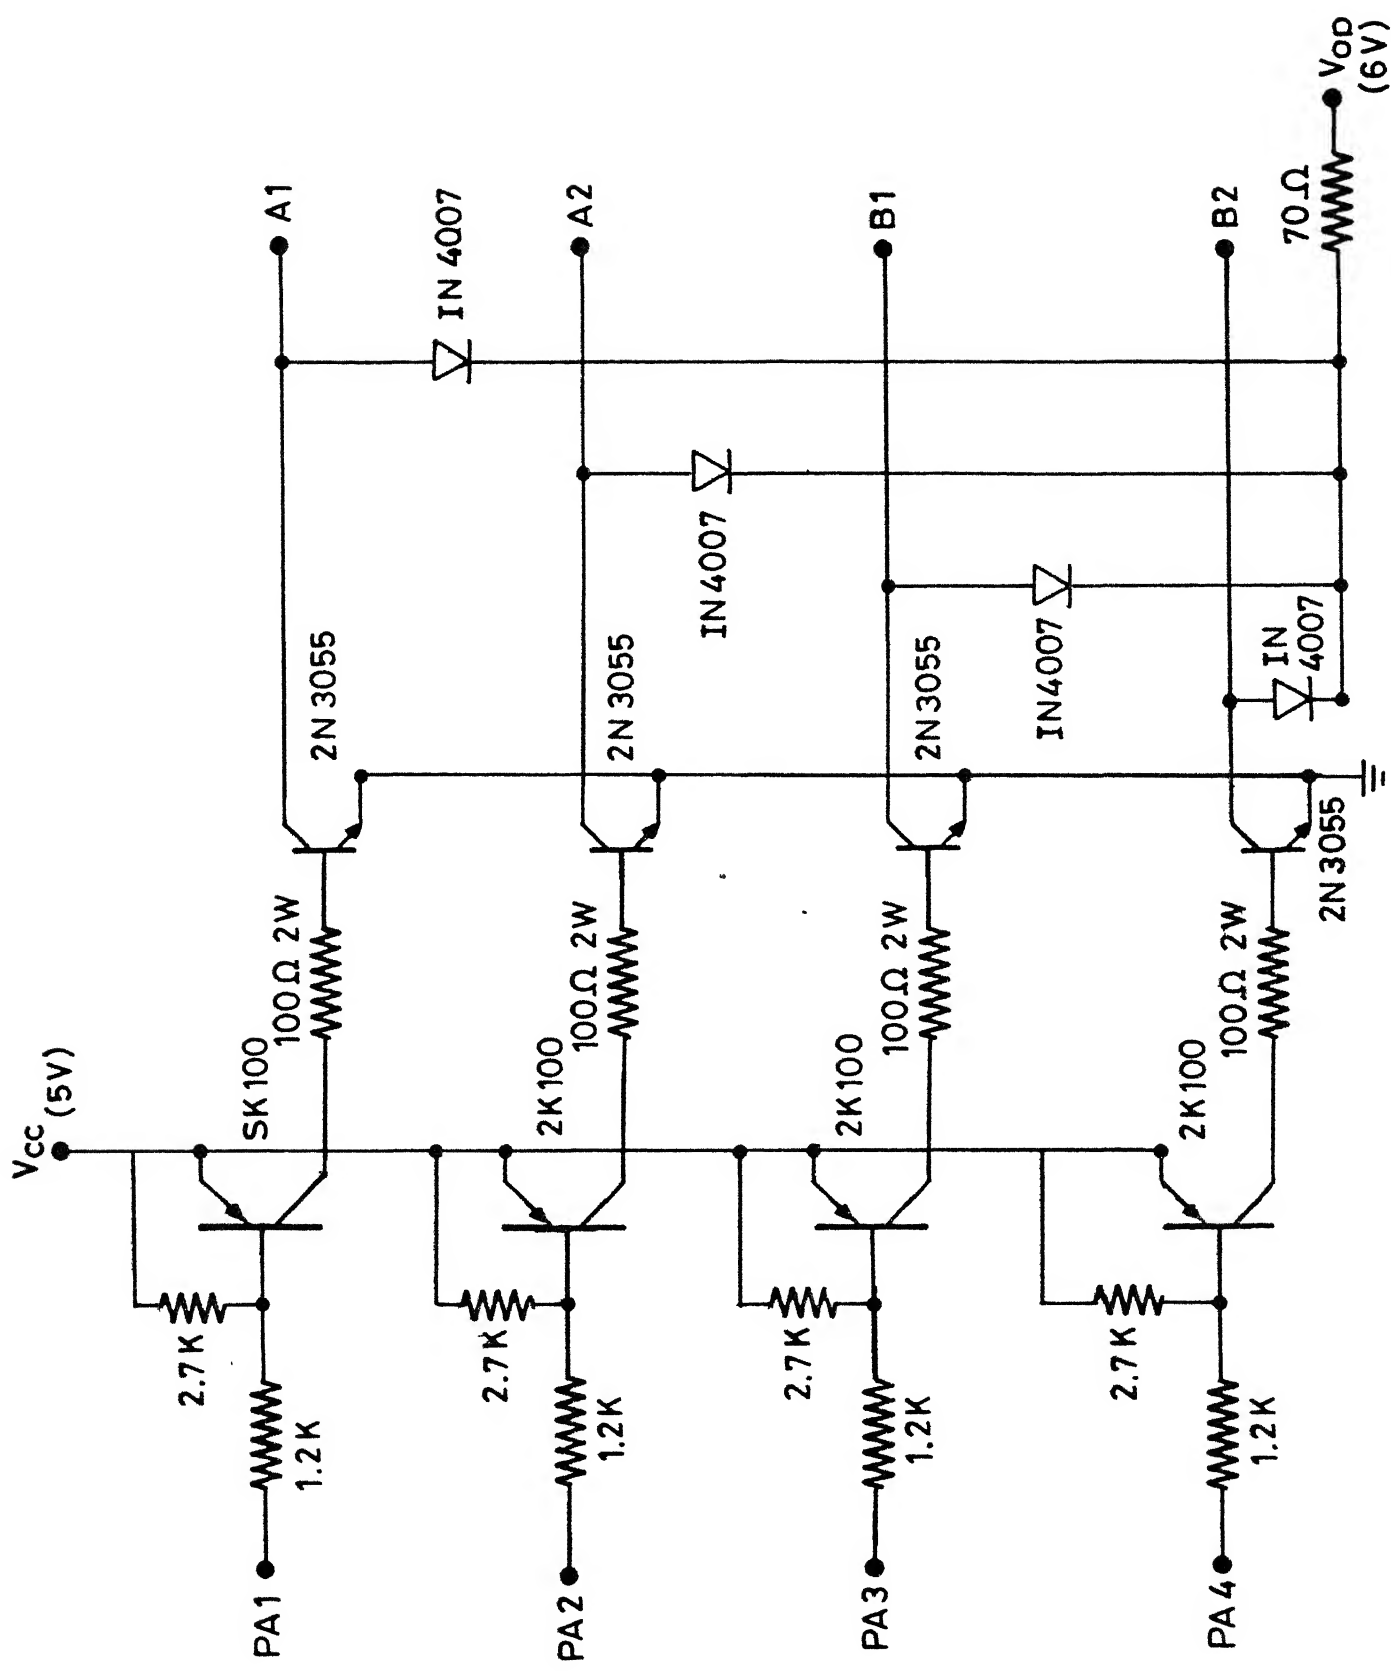 VCC
(5V)
PA1
1.2K
2.7K
SK100
100Ω 2W
2N 3055
IN 4007
A1
PA2
1.2K
2.7K
2K100
100Ω 2W
2N 3055
IN4007
A2
PA3
1.2K
2.7K
2K100
100Ω 2W
2N3055
IN4007
B1
PA4
1.2K
2.7K
2K100
100Ω 2W
2N3055
IN
4007
B2
70Ω
VDD
(6V)